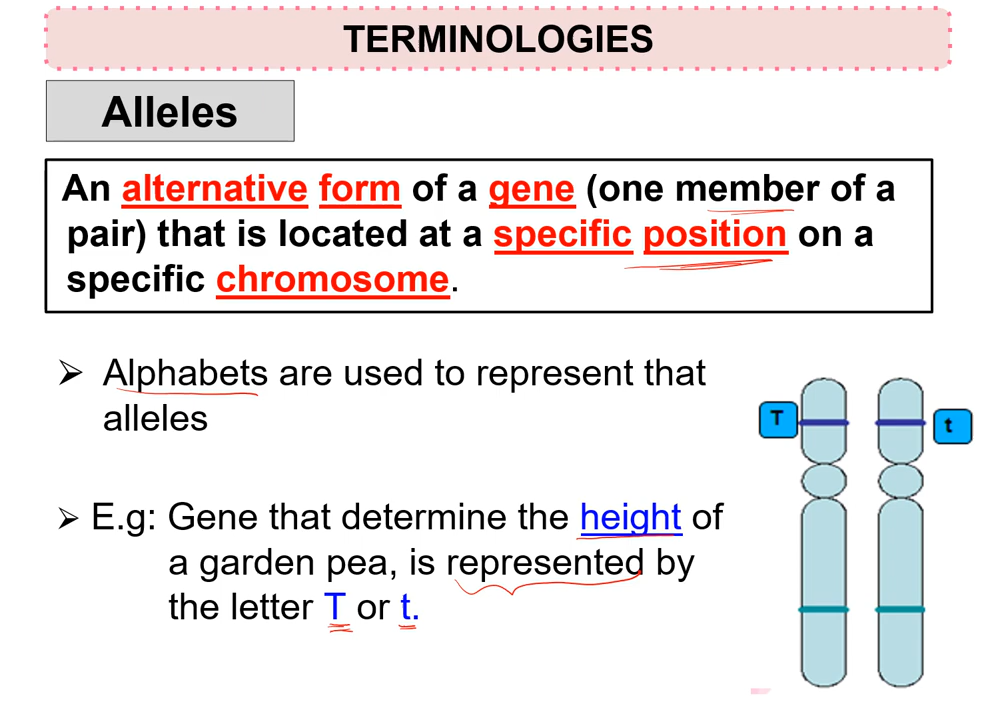 TERMINOLOGIES
Alleles
An alternative form of a gene (one member of a
pair) that is located at a specific position on a
specific chromosome.
➢ Alphabets are used to represent that
alleles
T
t
➢ E.g: Gene that determine the height of
a garden pea, is represented by
the letter T or t.